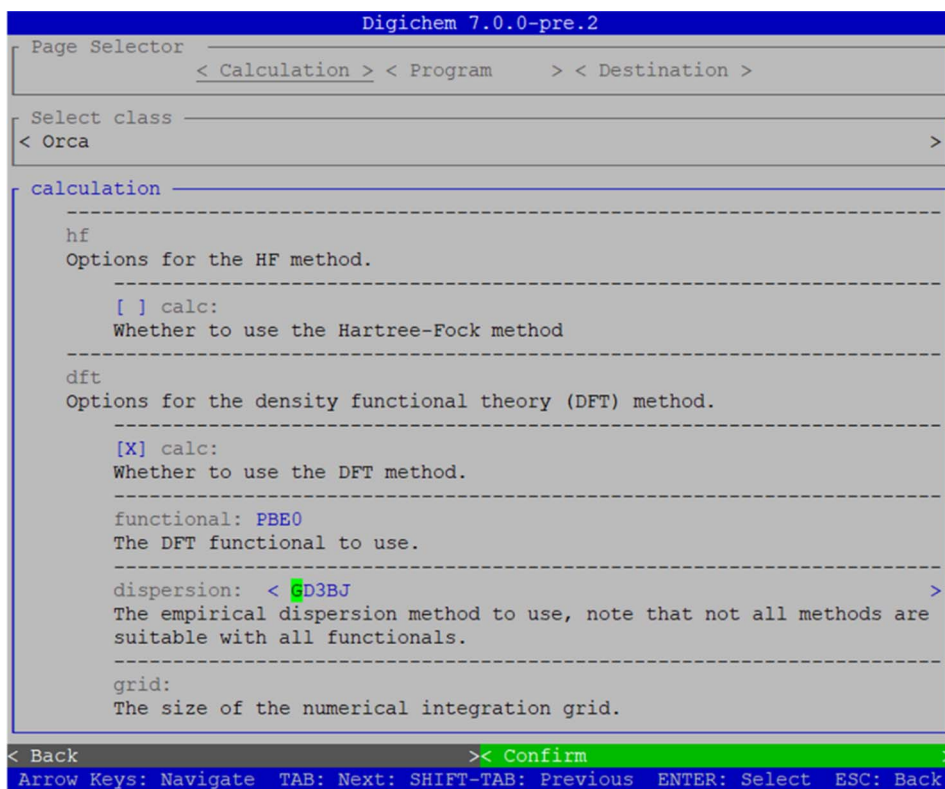 Digichem 7.0.0-pre.2
Page Selector
< Calculation > < Program > < Destination >
Select class
< Orca >
calculation
hf
Options for the HF method.
[ ] calc:
Whether to use the Hartree-Fock method
dft
Options for the density functional theory (DFT) method.
[X] calc:
Whether to use the DFT method.
functional: PBE0
The DFT functional to use.
dispersion: < GD3BJ >
The empirical dispersion method to use, note that not all methods are
suitable with all functionals.
grid:
The size of the numerical integration grid.
< Back >< Confirm >
Arrow Keys: Navigate TAB: Next: SHIFT-TAB: Previous ENTER: Select ESC: Back